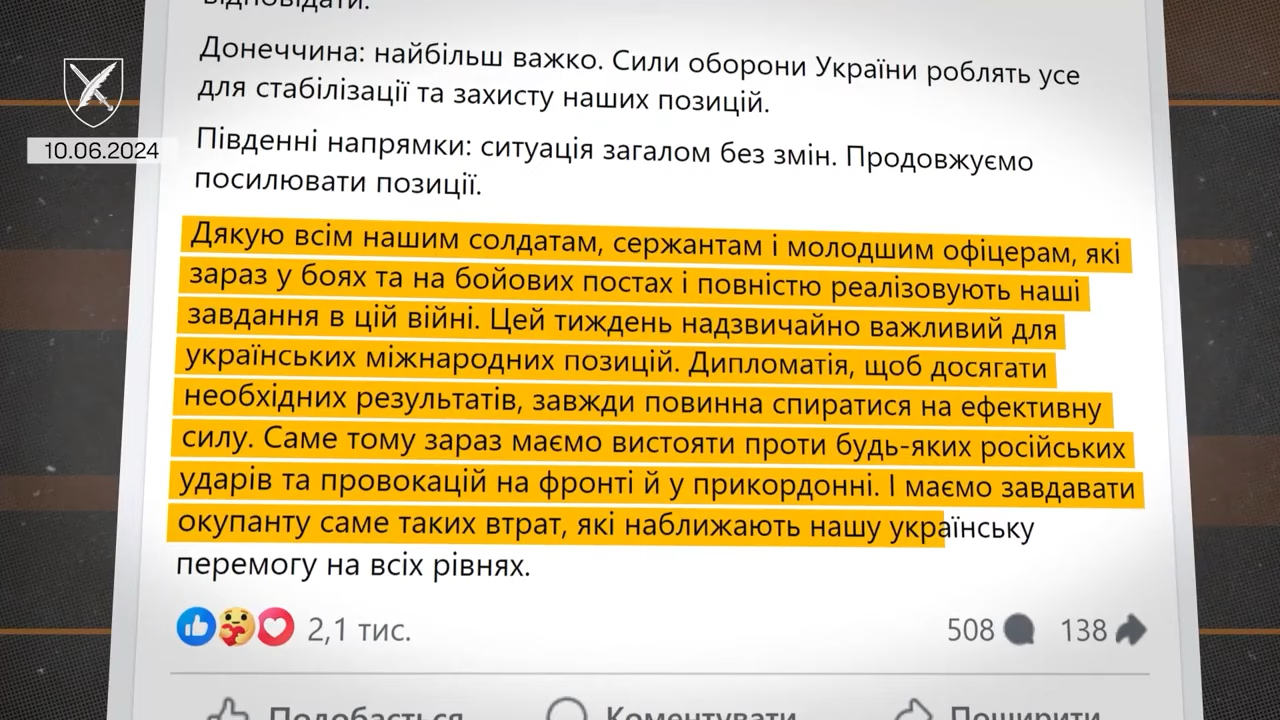 відповідати.
Донеччина: найбільш важко. Сили оборони України роблять усе
для стабілізації та захисту наших позицій.
10.06.2024
Південні напрямки: ситуація загалом без змін. Продовжуємо
посилювати позиції.
Дякую всім нашим солдатам, сержантам і молодшим офіцерам, які
зараз у боях та на бойових постах і повністю реалізовують наші
завдання в цій війні. Цей тиждень надзвичайно важливий для
українських міжнародних позицій. Дипломатія, щоб досягати
необхідних результатів, завжди повинна спиратися на ефективну
силу. Саме тому зараз маємо вистояти проти будь-яких російських
ударів та провокацій на фронті й у прикордонні. І маємо завдавати
окупанту саме таких втрат, які наближають нашу українську
перемогу на всіх рівнях.
2,1 тис. 508 138
Подобається Коментувати Поширити